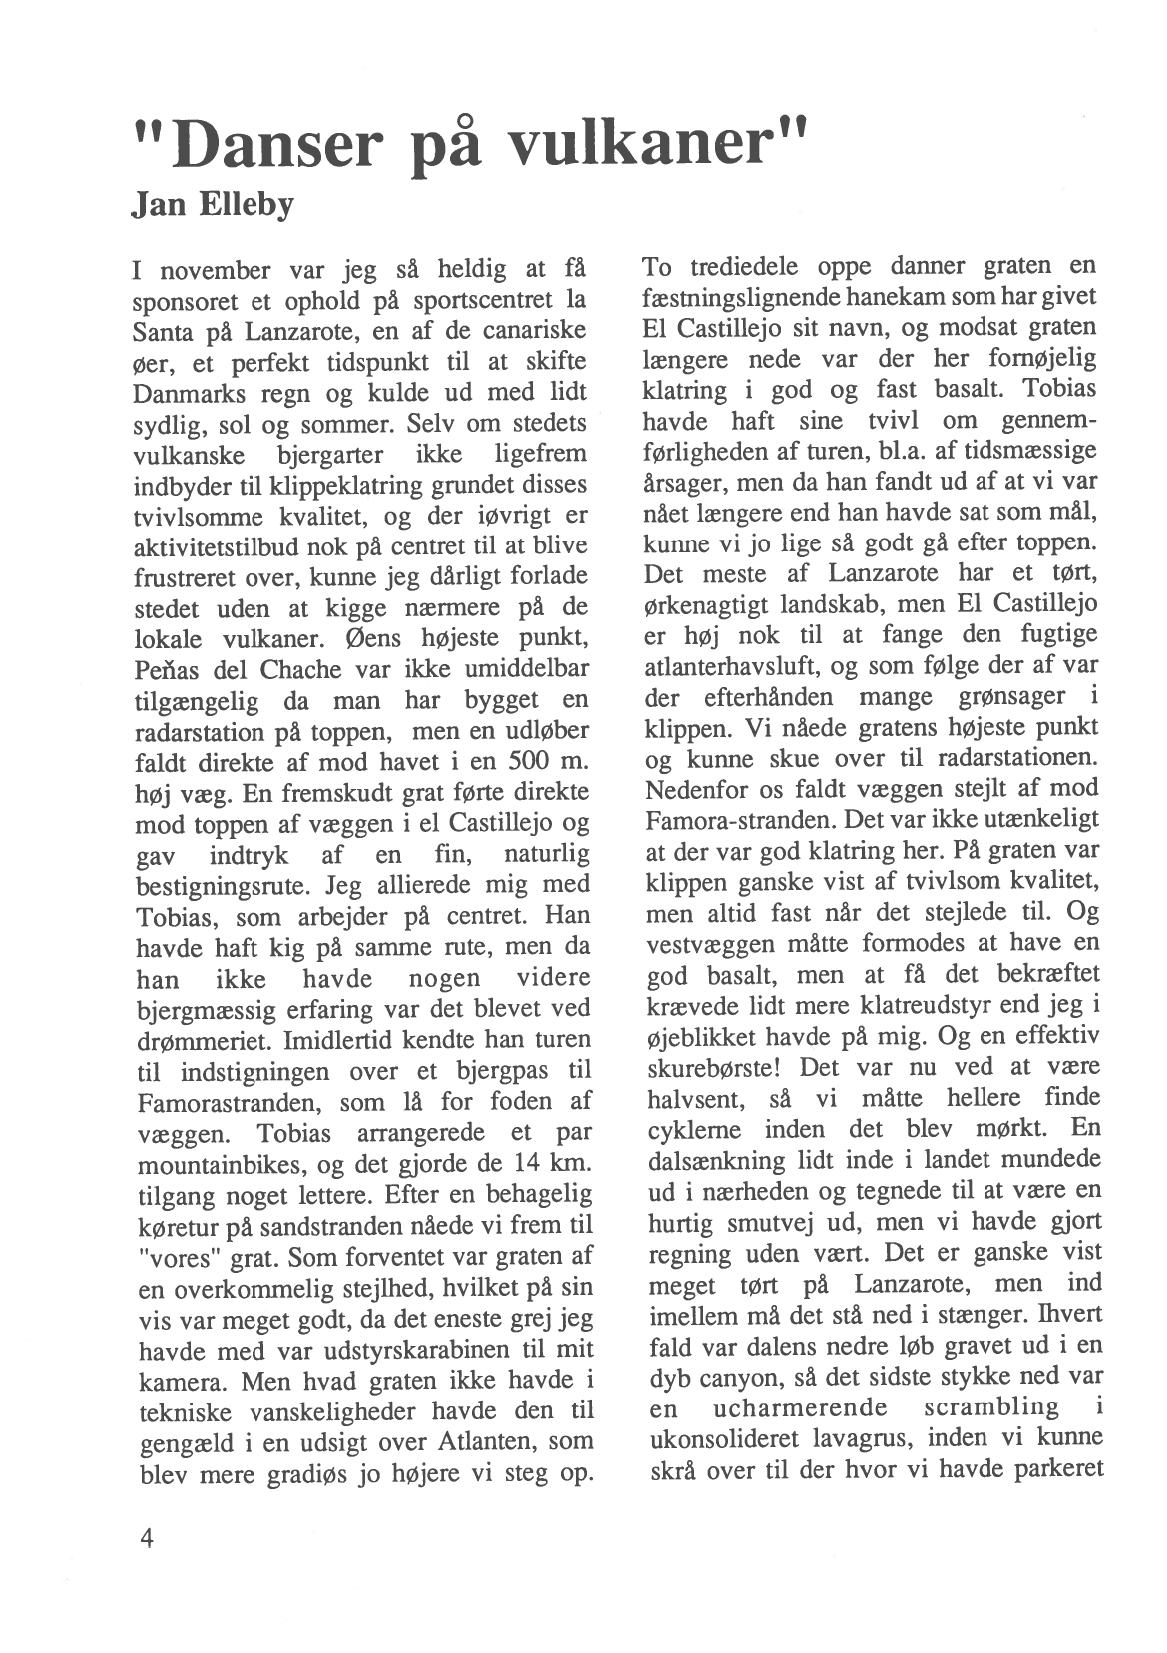 "Danser på vulkaner"
Jan Elleby
I november var jeg så heldig at få
sponsoret et ophold på sportscentret la
Santa på Lanzarote, en af de canariske
øer, et perfekt tidspunkt til at skifte
Danmarks regn og kulde ud med lidt
sydlig, sol og sommer. Selv om stedets
vulkanske bjergarter ikke ligefrem
indbyder til klippeklatring grundet disses
tvivlsomme kvalitet, og der iøvrigt er
aktivitetstilbud nok på centret til at blive
frustreret over, kunne jeg dårligt forlade
stedet uden at kigge nærmere på de
lokale vulkaner. Øens højeste punkt,
Peñas del Chache var ikke umiddelbar
tilgængelig da man har bygget en
radarstation på toppen, men en udløber
faldt direkte af mod havet i en 500 m.
høj væg. En fremskudt grat førte direkte
mod toppen af væggen i el Castillejo og
gav indtryk af en fin, naturlig
bestigningsrute. Jeg allierede mig med
Tobias, som arbejder på centret. Han
havde haft kig på samme rute, men da
han ikke havde nogen videre
bjergmæssig erfaring var det blevet ved
drømmeriet. Imidlertid kendte han turen
til indstigningen over et bjergpas til
Famorastranden, som lå for foden af
væggen. Tobias arrangerede et par
mountainbikes, og det gjorde de 14 km.
tilgang noget lettere. Efter en behagelig
køretur på sandstranden nåede vi frem til
"vores" grat. Som forventet var graten af
en overkommelig stejlhed, hvilket på sin
vis var meget godt, da det eneste grej jeg
havde med var udstyrskarabinen til mit
kamera. Men hvad graten ikke havde i
tekniske vanskeligheder havde den til
gengæld i en udsigt over Atlanten, som
blev mere gradiøs jo højere vi steg op.
To trediedele oppe danner graten en
fæstningslignende hanekam som har givet
El Castillejo sit navn, og modsat graten
længere nede var der her fornøjelig
klatring i god og fast basalt. Tobias
havde haft sine tvivl om gennem-
førligheden af turen, bl.a. af tidsmæssige
årsager, men da han fandt ud af at vi var
nået længere end han havde sat som mål,
kunne vi jo lige så godt gå efter toppen.
Det meste af Lanzarote har et tørt,
ørkenagtigt landskab, men El Castillejo
er høj nok til at fange den fugtige
atlanterhavsluft, og som følge der af var
der efterhånden mange grønsager i
klippen. Vi nåede gratens højeste punkt
og kunne skue over til radarstationen.
Nedenfor os faldt væggen stejlt af mod
Famora-stranden. Det var ikke utænkeligt
at der var god klatring her. På graten var
klippen ganske vist af tvivlsom kvalitet,
men altid fast når det stejlede til. Og
vestvæggen måtte formodes at have en
god basalt, men at få det bekræftet
krævede lidt mere klatreudstyr end jeg i
øjeblikket havde på mig. Og en effektiv
skurebørste! Det var nu ved at være
halvsent, så vi måtte hellere finde
cyklerne inden det blev mørkt. En
dalsænkning lidt inde i landet mundede
ud i nærheden og tegnede til at være en
hurtig smutvej ud, men vi havde gjort
regning uden vært. Det er ganske vist
meget tørt på Lanzarote, men ind
imellem må det stå ned i stænger. Ihvert
fald var dalens nedre løb gravet ud i en
dyb canyon, så det sidste stykke ned var
en ucharmerende scrambling i
ukonsolideret lavagrus, inden vi kunne
skrå over til der hvor vi havde parkeret
4